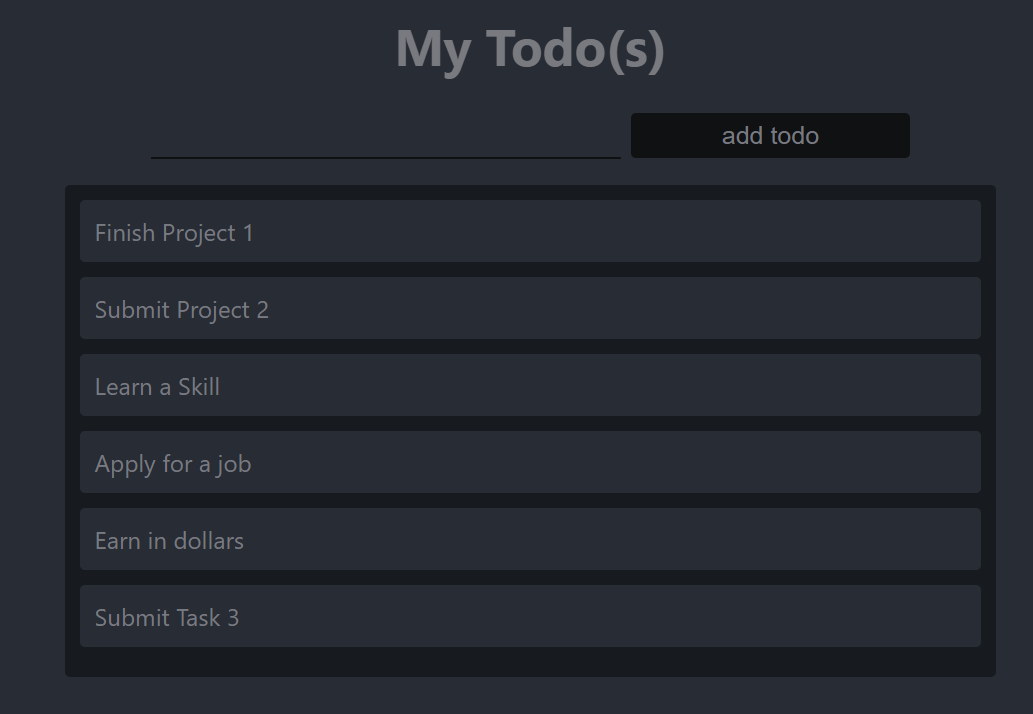 My Todo(s)
add todo
Finish Project 1
Submit Project 2
Learn a Skill
Apply for a job
Earn in dollars
Submit Task 3